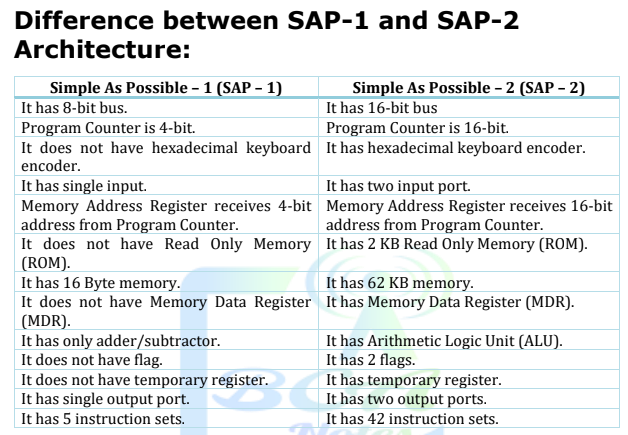 Difference between SAP-1 and SAP-2
Architecture:
Simple As Possible – 1 (SAP – 1) Simple As Possible – 2 (SAP – 2)
It has 8-bit bus. It has 16-bit bus
Program Counter is 4-bit. Program Counter is 16-bit.
It does not have hexadecimal keyboard It has hexadecimal keyboard encoder.
encoder.
It has single input. It has two input port.
Memory Address Register receives 4-bit Memory Address Register receives 16-bit
address from Program Counter. address from Program Counter.
It does not have Read Only Memory It has 2 KB Read Only Memory (ROM).
(ROM).
It has 16 Byte memory. It has 62 KB memory.
It does not have Memory Data Register It has Memory Data Register (MDR).
(MDR).
It has only adder/subtractor. It has Arithmetic Logic Unit (ALU).
It does not have flag. It has 2 flags.
It does not have temporary register. It has temporary register.
It has single output port. It has two output ports.
It has 5 instruction sets. It has 42 instruction sets.